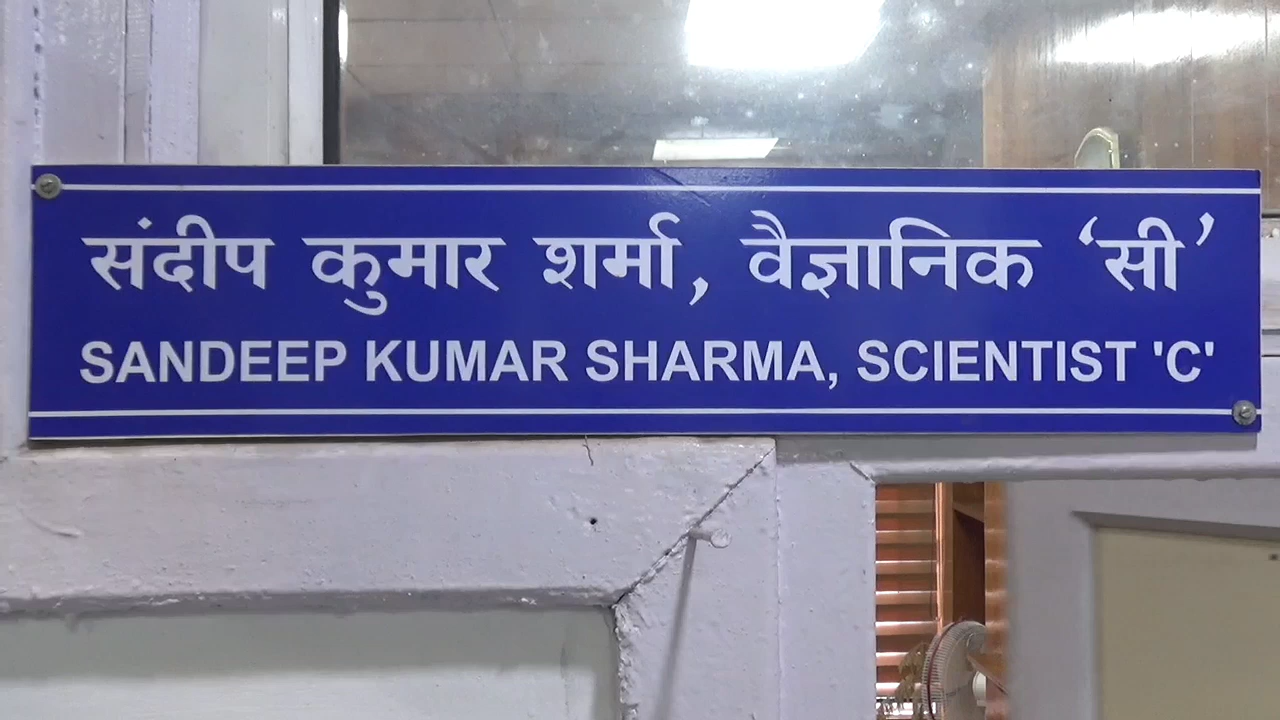 संदीप कुमार शर्मा, वैज्ञानिक ‘सी’
SANDEEP KUMAR SHARMA, SCIENTIST 'C'